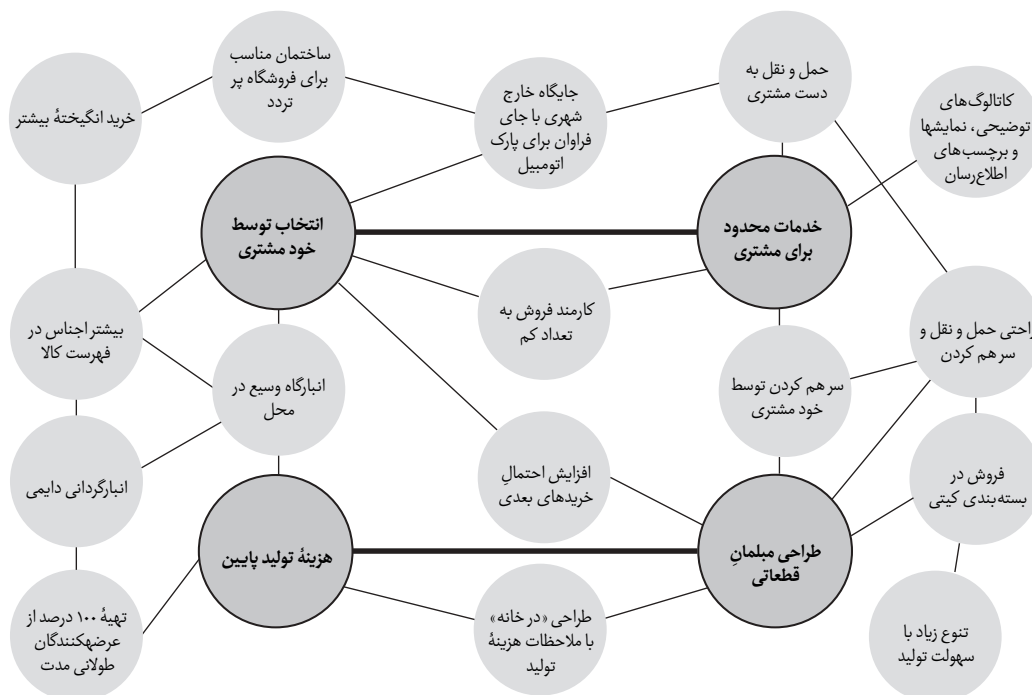 ساختمان مناسب
برای فروشگاه پر
تردد
حمل و نقل به
دست مشتری
جایگاه خارج
شهری با جای
فراوان برای پارک
اتومبیل
کاتالوگ‌های
توضیحی، نمایشها
و برچسب‌های
اطلاع‌رسان
خرید انگیختهٔ بیشتر
انتخاب توسط
خود مشتری
خدمات محدود
برای مشتری
کارمند فروش به
تعداد کم
بیشتر اجناس در
فهرست کالا
حمل و نقل و
سر هم کردن
انبارگاه وسیع در
محل
سر هم کردن توسط
خود مشتری
افزایش احتمالِ
خریدهای بعدی
انبارگردانی دایمی
فروش در
بسته‌بندی کیتی
هزینهٔ تولید پایین
طراحی مبلمانِ
قطعاتی
تهیهٔ ۱۰۰ درصد از
عرضهکنندگان
طولانی مدت
طراحی «در خانه»
با ملاحظات هزینهٔ
تولید
تنوع زیاد با
سهولت تولید